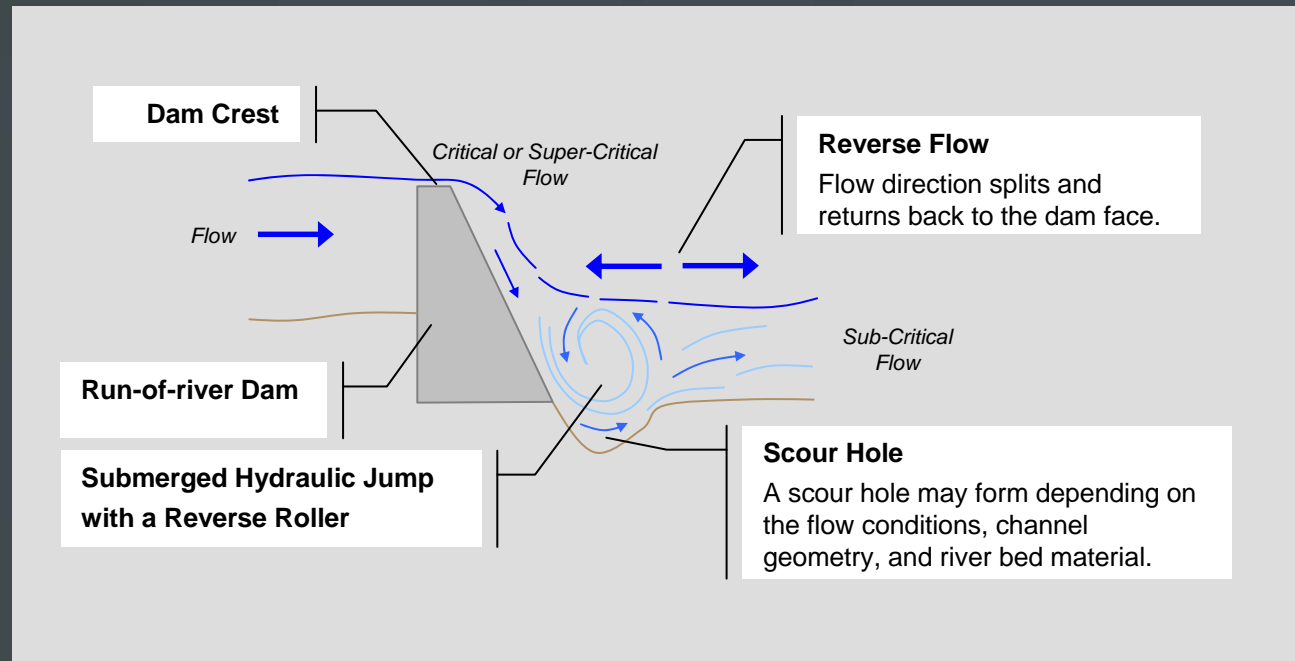 Dam Crest
Critical or Super-Critical
Flow
Reverse Flow
Flow direction splits and
returns back to the dam face.
Flow
Sub-Critical
Flow
Run-of-river Dam
Submerged Hydraulic Jump
with a Reverse Roller
Scour Hole
A scour hole may form depending on
the flow conditions, channel
geometry, and river bed material.